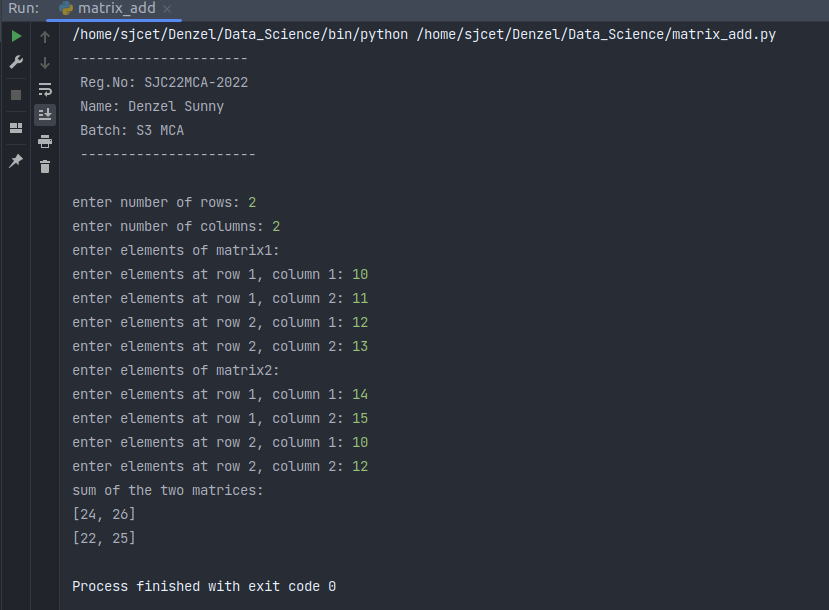 Run: matrix_add
/home/sjcet/Denzel/Data_Science/bin/python /home/sjcet/Denzel/Data_Science/matrix_add.py
----------------------
Reg.No: SJC22MCA-2022
Name: Denzel Sunny
Batch: S3 MCA
----------------------
enter number of rows: 2
enter number of columns: 2
enter elements of matrix1:
enter elements at row 1, column 1: 10
enter elements at row 1, column 2: 11
enter elements at row 2, column 1: 12
enter elements at row 2, column 2: 13
enter elements of matrix2:
enter elements at row 1, column 1: 14
enter elements at row 1, column 2: 15
enter elements at row 2, column 1: 10
enter elements at row 2, column 2: 12
sum of the two matrices:
[24, 26]
[22, 25]
Process finished with exit code 0